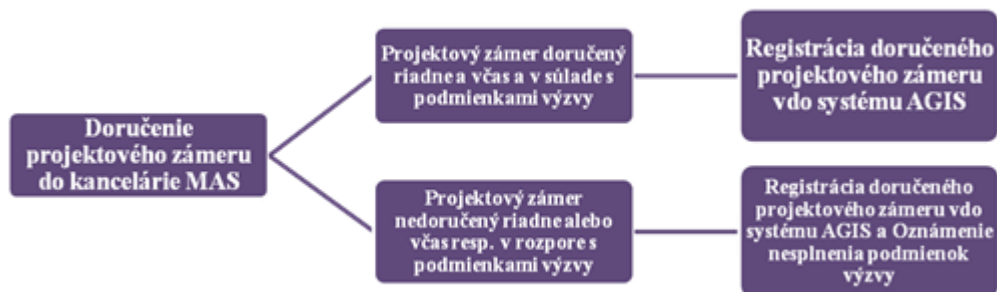 Doručenie
projektového zámeru
do kancelárie MAS
Projektový zámer doručený
riadne a včas a v súlade s
podmienkami výzvy
Registrácia doručeného
projektového zámeru
vdo systému AGIS
Projektový zámer
nedoručený riadne alebo
včas resp. v rozpore s
podmienkami výzvy
Registrácia doručeného
projektového zámeru vdo
systému AGIS a Oznámenie
nesplnenia podmienok
výzvy